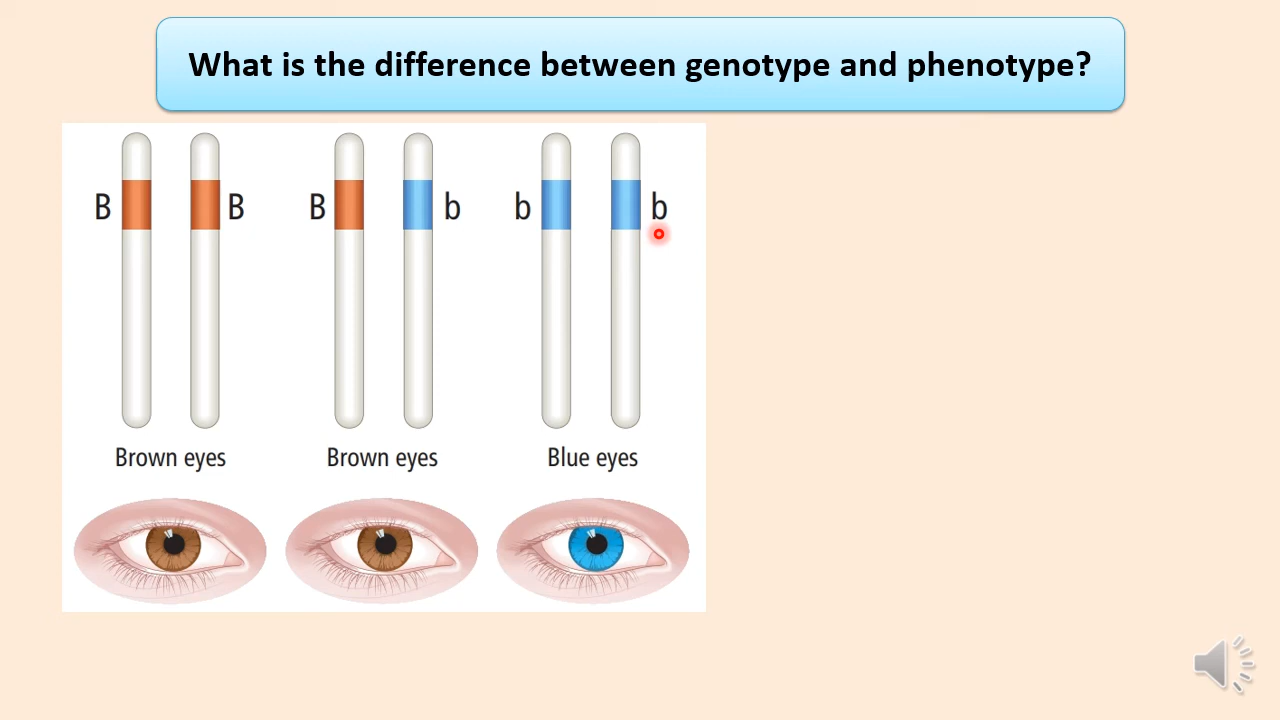 What is the difference between genotype and phenotype?
B B B b b b
Brown eyes Brown eyes Blue eyes